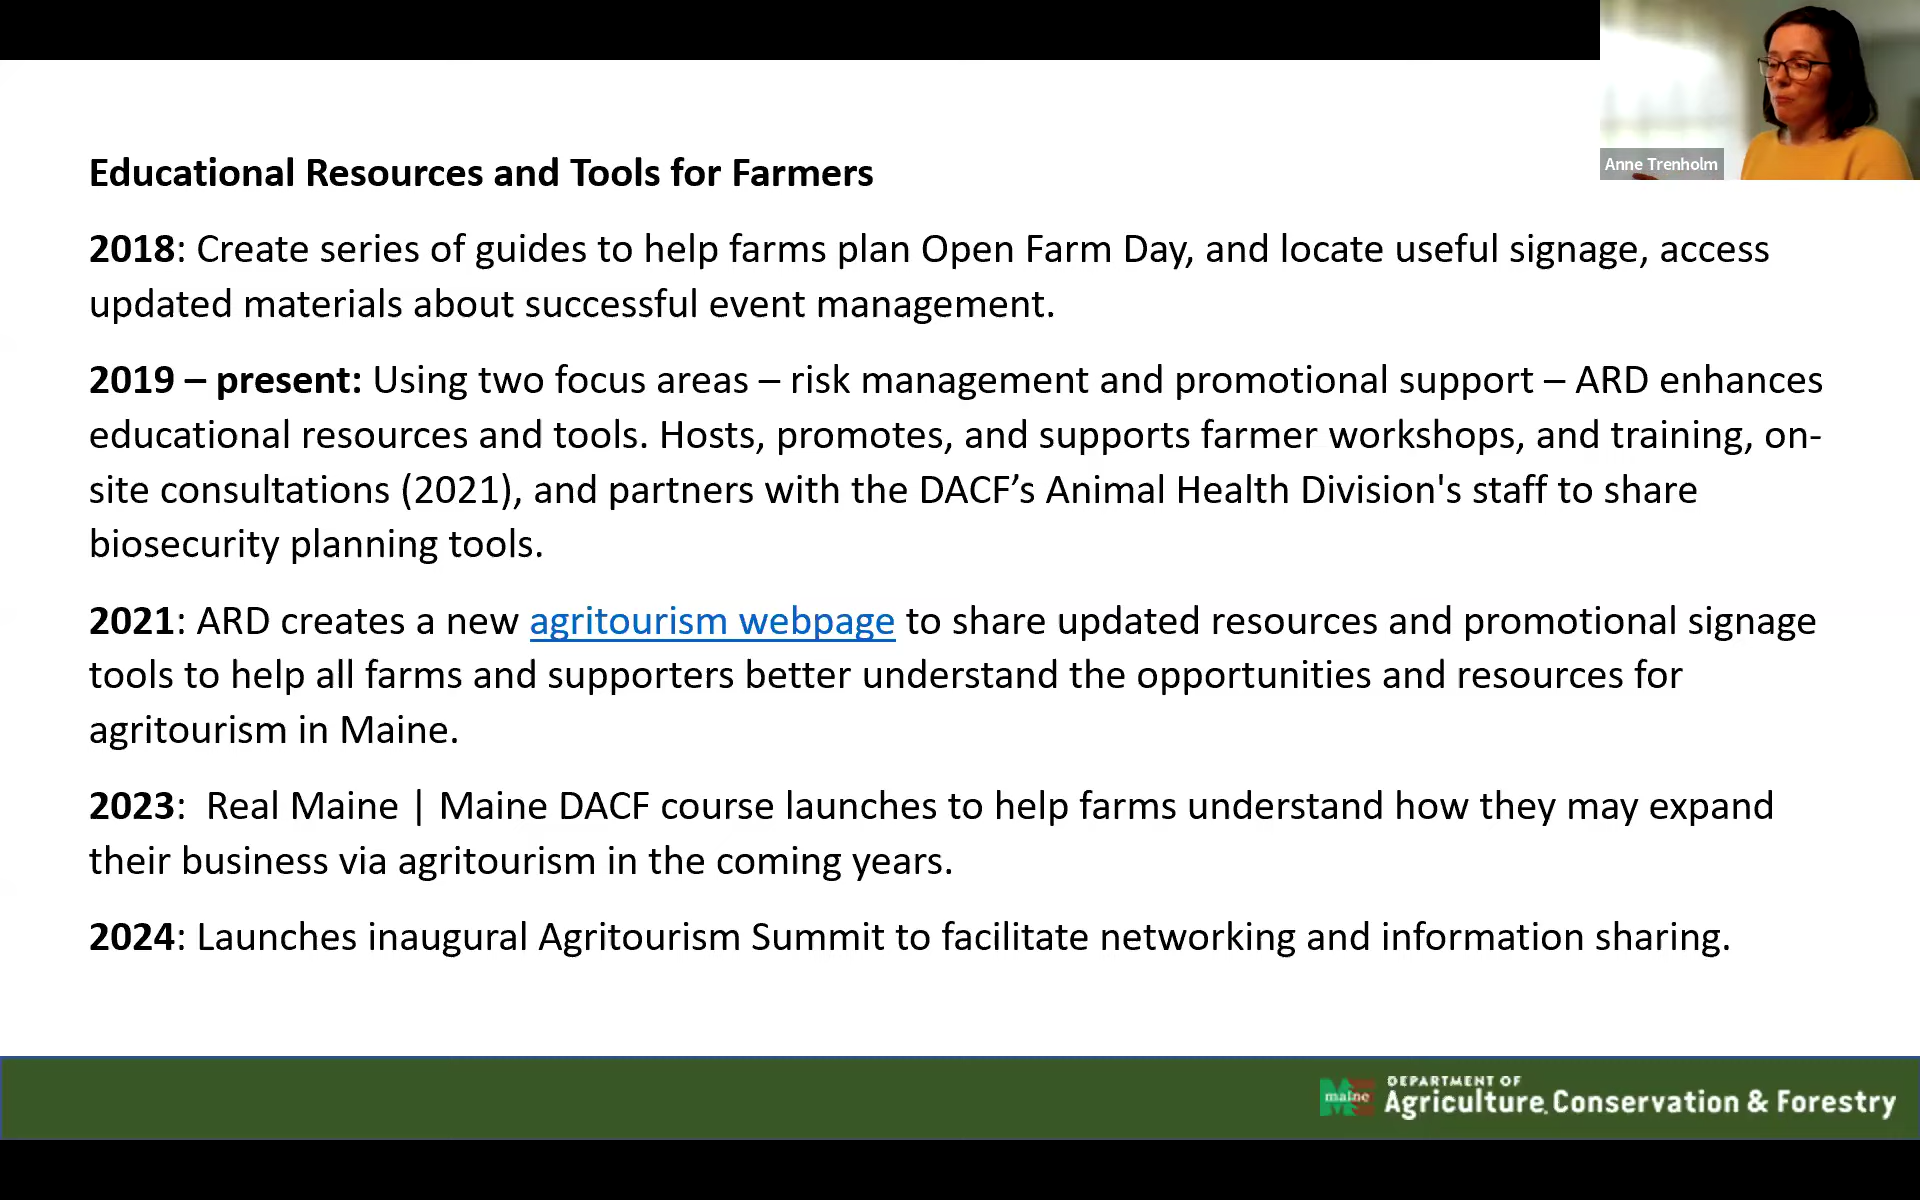 Anne Trenholm
Educational Resources and Tools for Farmers
2018: Create series of guides to help farms plan Open Farm Day, and locate useful signage, access
updated materials about successful event management.
2019 – present: Using two focus areas – risk management and promotional support – ARD enhances
educational resources and tools. Hosts, promotes, and supports farmer workshops, and training, on-
site consultations (2021), and partners with the DACF’s Animal Health Division's staff to share
biosecurity planning tools.
2021: ARD creates a new agritourism webpage to share updated resources and promotional signage
tools to help all farms and supporters better understand the opportunities and resources for
agritourism in Maine.
2023:  Real Maine | Maine DACF course launches to help farms understand how they may expand
their business via agritourism in the coming years.
2024: Launches inaugural Agritourism Summit to facilitate networking and information sharing.
maine
DEPARTMENT OF
Agriculture, Conservation & Forestry